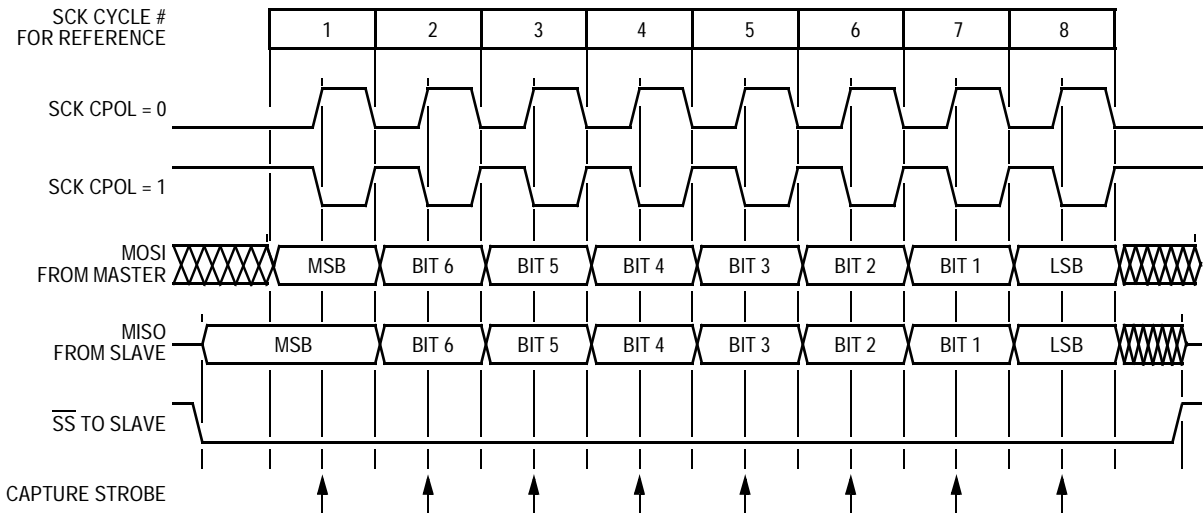 SCK CYCLE #
FOR REFERENCE
1 2 3 4 5 6 7 8
SCK CPOL = 0
SCK CPOL = 1
MOSI
FROM MASTER
MSB BIT 6 BIT 5 BIT 4 BIT 3 BIT 2 BIT 1 LSB
MISO
FROM SLAVE
MSB BIT 6 BIT 5 BIT 4 BIT 3 BIT 2 BIT 1 LSB
S̅S̅ TO SLAVE
CAPTURE STROBE